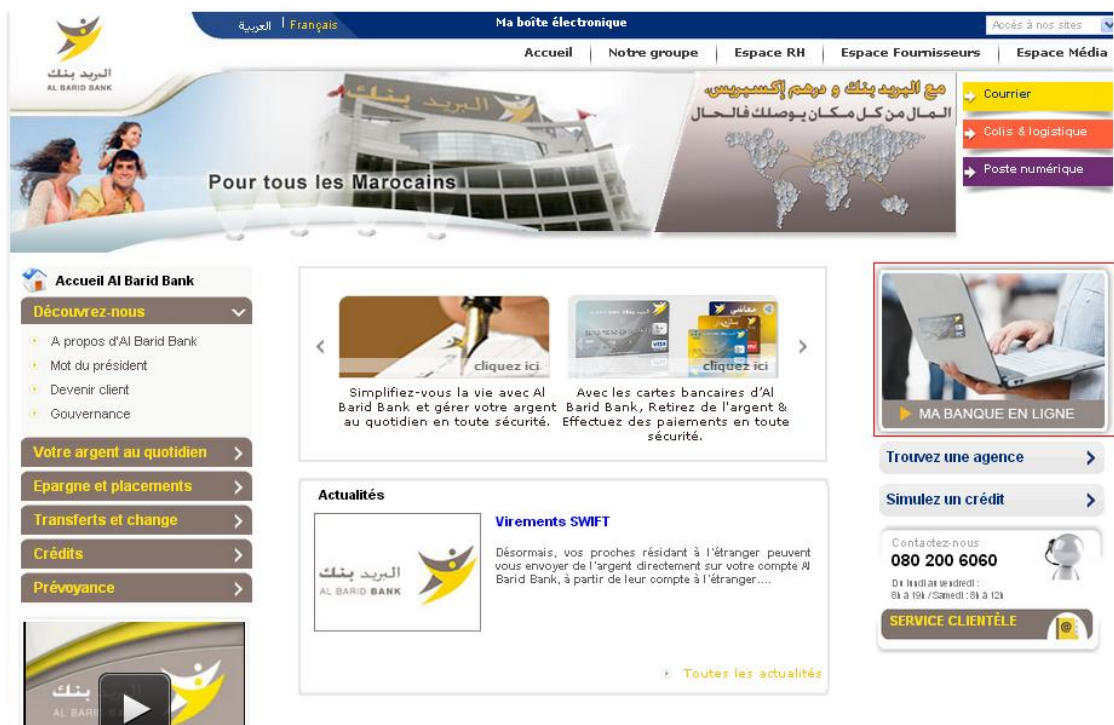 العربية | Français
Ma boîte électronique
Accès à nos sites
البريد بنك
AL BARID BANK
Accueil | Notre groupe | Espace RH | Espace Fournisseurs | Espace Média
البريد بنك
Pour tous les Marocains
مع البريد بنك و درهم إكسبريس،
المال من كل مكان يوصلك فالحال
Courrier
Colis & logistique
Poste numérique
Accueil Al Barid Bank
Découvrez-nous
A propos d'Al Barid Bank
Mot du président
Devenir client
Gouvernance
Votre argent au quotidien
Epargne et placements
Transferts et change
Crédits
Prévoyance
البريد بنك
cliquez ici
Simplifiez-vous la vie avec Al
Barid Bank et gérer votre argent
au quotidien en toute sécurité.
معاشي
VISA
cliquez ici
Avec les cartes bancaires d'Al
Barid Bank, Retirez de l'argent &
Effectuez des paiements en toute
sécurité.
Actualités
البريد بنك
AL BARID BANK
Virements SWIFT
Désormais, vos proches résidant à l'étranger peuvent
vous envoyer de l'argent directement sur votre compte Al
Barid Bank, à partir de leur compte à l'étranger....
Toutes les actualités
MA BANQUE EN LIGNE
Trouvez une agence
Simulez un crédit
Contactez-nous
080 200 6060
Du lundi au vendredi :
8h à 19h / Samedi : 8h à 12h
SERVICE CLIENTÈLE